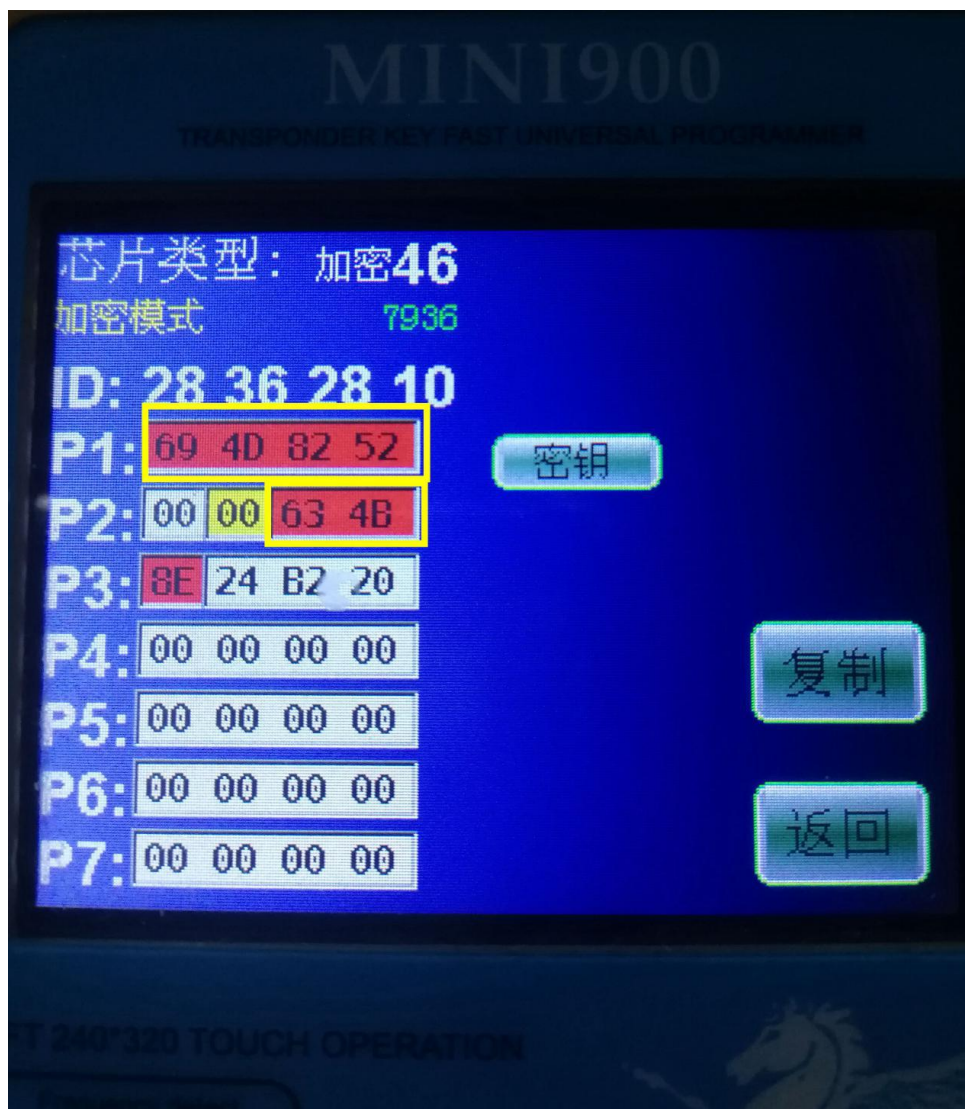 MINI900
TRANSPONDER KEY FAST UNIVERSAL PROGRAMMER
芯片类型: 加密46
加密模式 7936
ID: 28 36 28 10
P1: 69 4D 82 52 密钥
P2: 00 00 63 4B
P3: 8E 24 B2 20
P4: 00 00 00 00
复制
P5: 00 00 00 00
P6: 00 00 00 00
P7: 00 00 00 00
返回
FT 240*320 TOUCH OPERATION